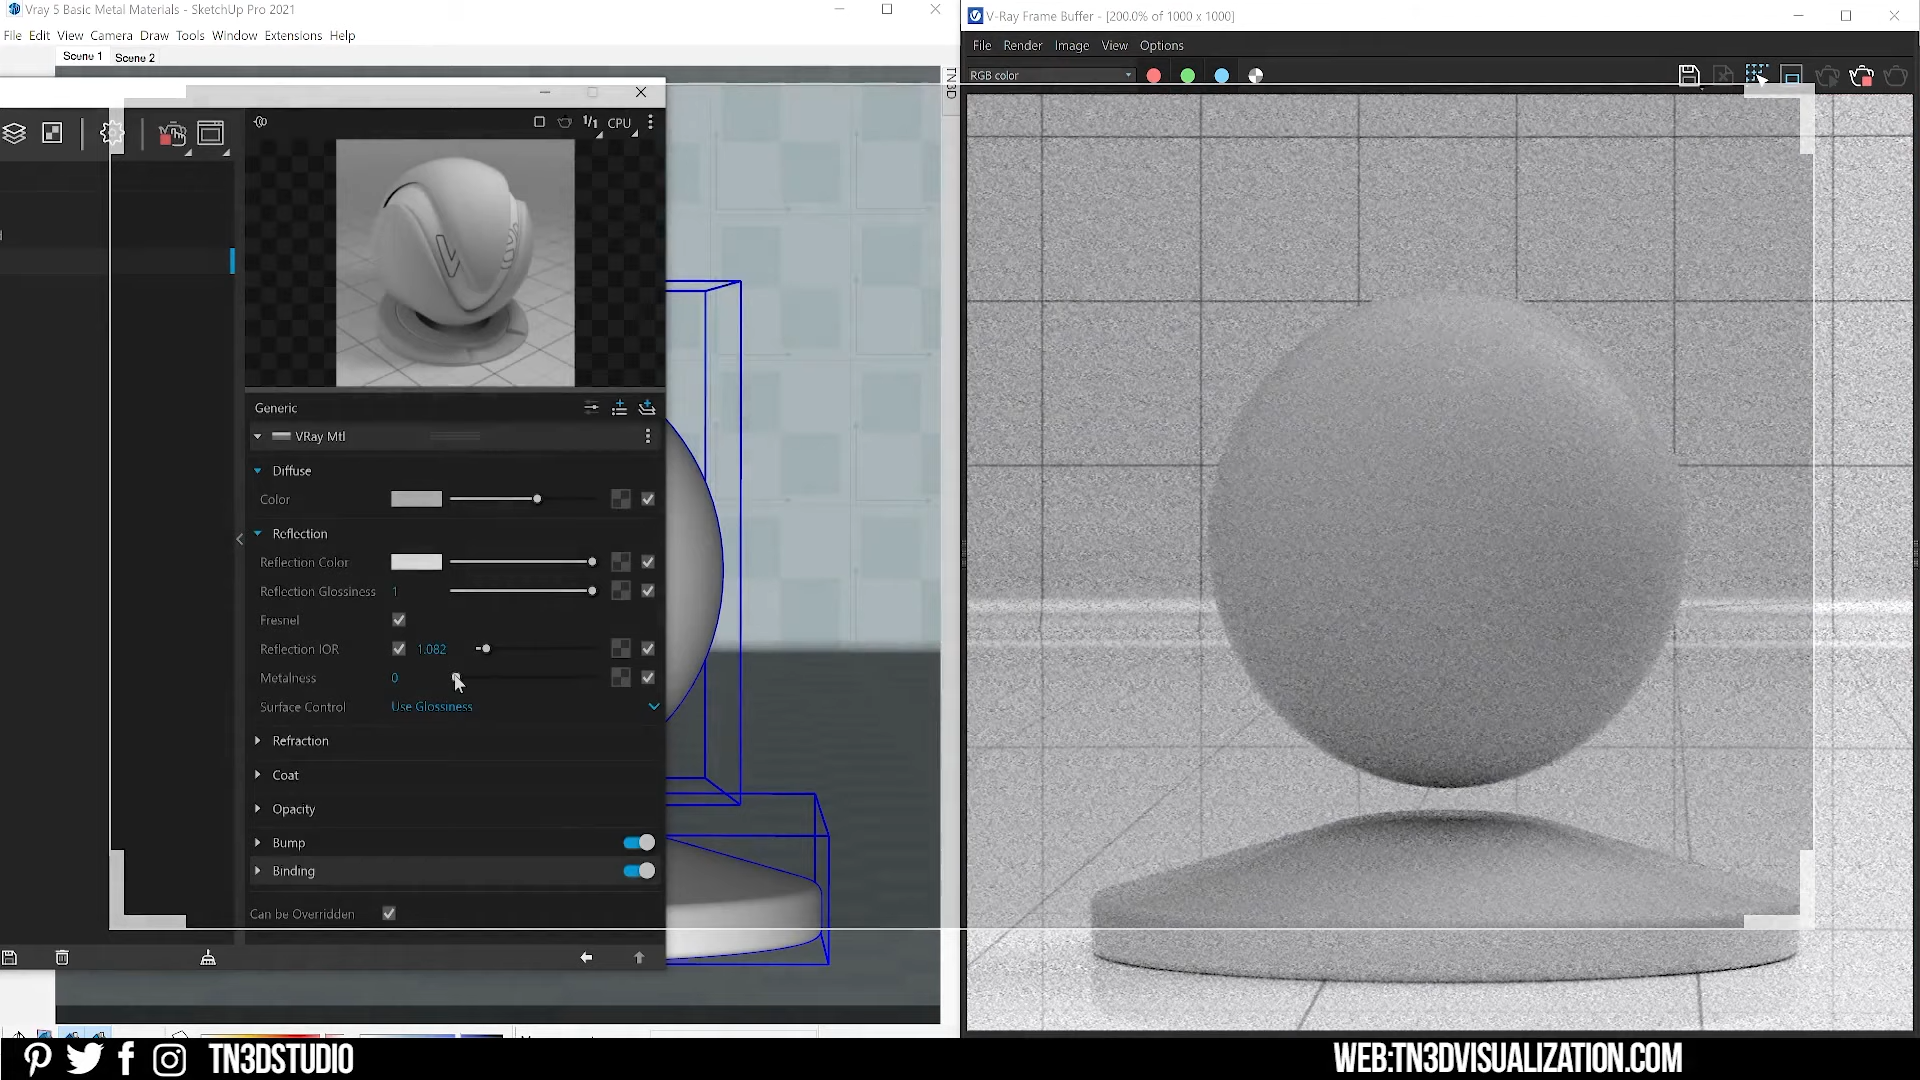 Vray 5 Basic Metal Materials - SketchUp Pro 2021
File Edit View Camera Draw Tools Window Extensions Help
Scene 1 Scene 2
TN3D
1/1 CPU
Generic
VRay Mtl
Diffuse
Color
Reflection
Reflection Color
Reflection Glossiness 1
Fresnel
Reflection IOR 1.082
Metalness 0
Surface Control Use Glossiness
Refraction
Coat
Opacity
Bump
Binding
Can be Overridden
V-Ray Frame Buffer - [200.0% of 1000 x 1000]
File Render Image View Options
RGB color
TN3DSTUDIO
WEB:TN3DVISUALIZATION.COM